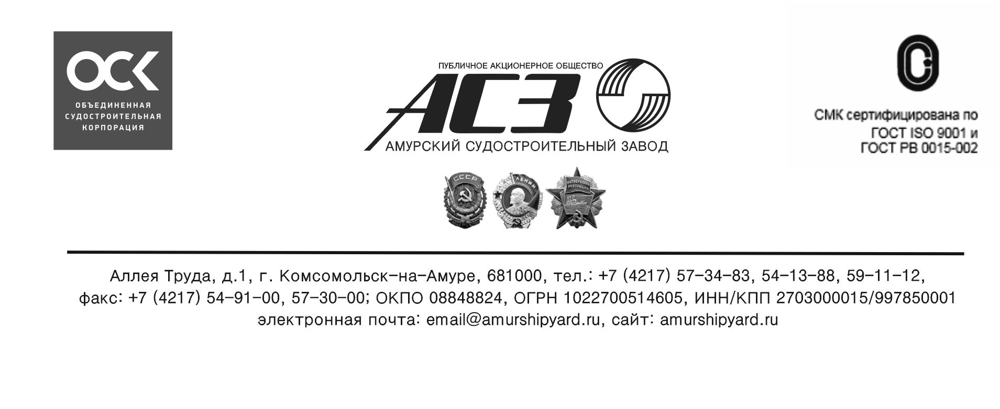 ОСК
ОБЪЕДИНЕННАЯ
СУДОСТРОИТЕЛЬНАЯ
КОРПОРАЦИЯ
ПУБЛИЧНОЕ АКЦИОНЕРНОЕ ОБЩЕСТВО
АСЗ
АМУРСКИЙ СУДОСТРОИТЕЛЬНЫЙ ЗАВОД
СМК сертифицирована по
ГОСТ ISO 9001 и
ГОСТ РВ 0015-002
СССР
ЛЕНИН
ОКТЯБРЬСКАЯ
РЕВОЛЮЦИЯ
Аллея Труда, д.1, г. Комсомольск-на-Амуре, 681000, тел.: +7 (4217) 57-34-83, 54-13-88, 59-11-12,
факс: +7 (4217) 54-91-00, 57-30-00; ОКПО 08848824, ОГРН 1022700514605, ИНН/КПП 2703000015/997850001
электронная почта: email@amurshipyard.ru, сайт: amurshipyard.ru